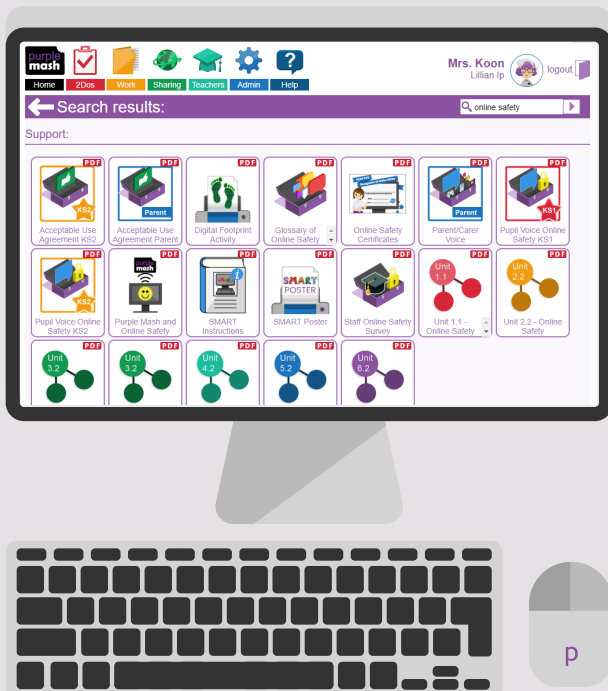 purple
mash
Home
2Dos
Work
Sharing
Teachers
Admin
Help
Mrs. Koon
Lillian Ip
logout
Search results:
online safety
Support:
PDF
KS2
Acceptable Use
Agreement KS2
PDF
Parent
Acceptable Use
Agreement Parent
PDF
Digital Footprint
Activity
PDF
Glossary of
Online Safety
PDF
Online Safety
Certificates
PDF
Parent
Parent/Carer
Voice
PDF
KS1
Pupil Voice Online
Safety KS1
PDF
KS2
Pupil Voice Online
Safety KS2
PDF
purple
mash
Purple Mash and
Online Safety
PDF
SMART
Instructions
PDF
SMART
POSTER
SMART Poster
PDF
Staff Online Safety
Survey
PDF
Unit
1.1
Unit 1.1 -
Online Safety
PDF
Unit
2.2
Unit 2.2 - Online
Safety
PDF
Unit
3.2
PDF
Unit
3.2
PDF
Unit
4.2
PDF
Unit
5.2
PDF
Unit
6.2
p